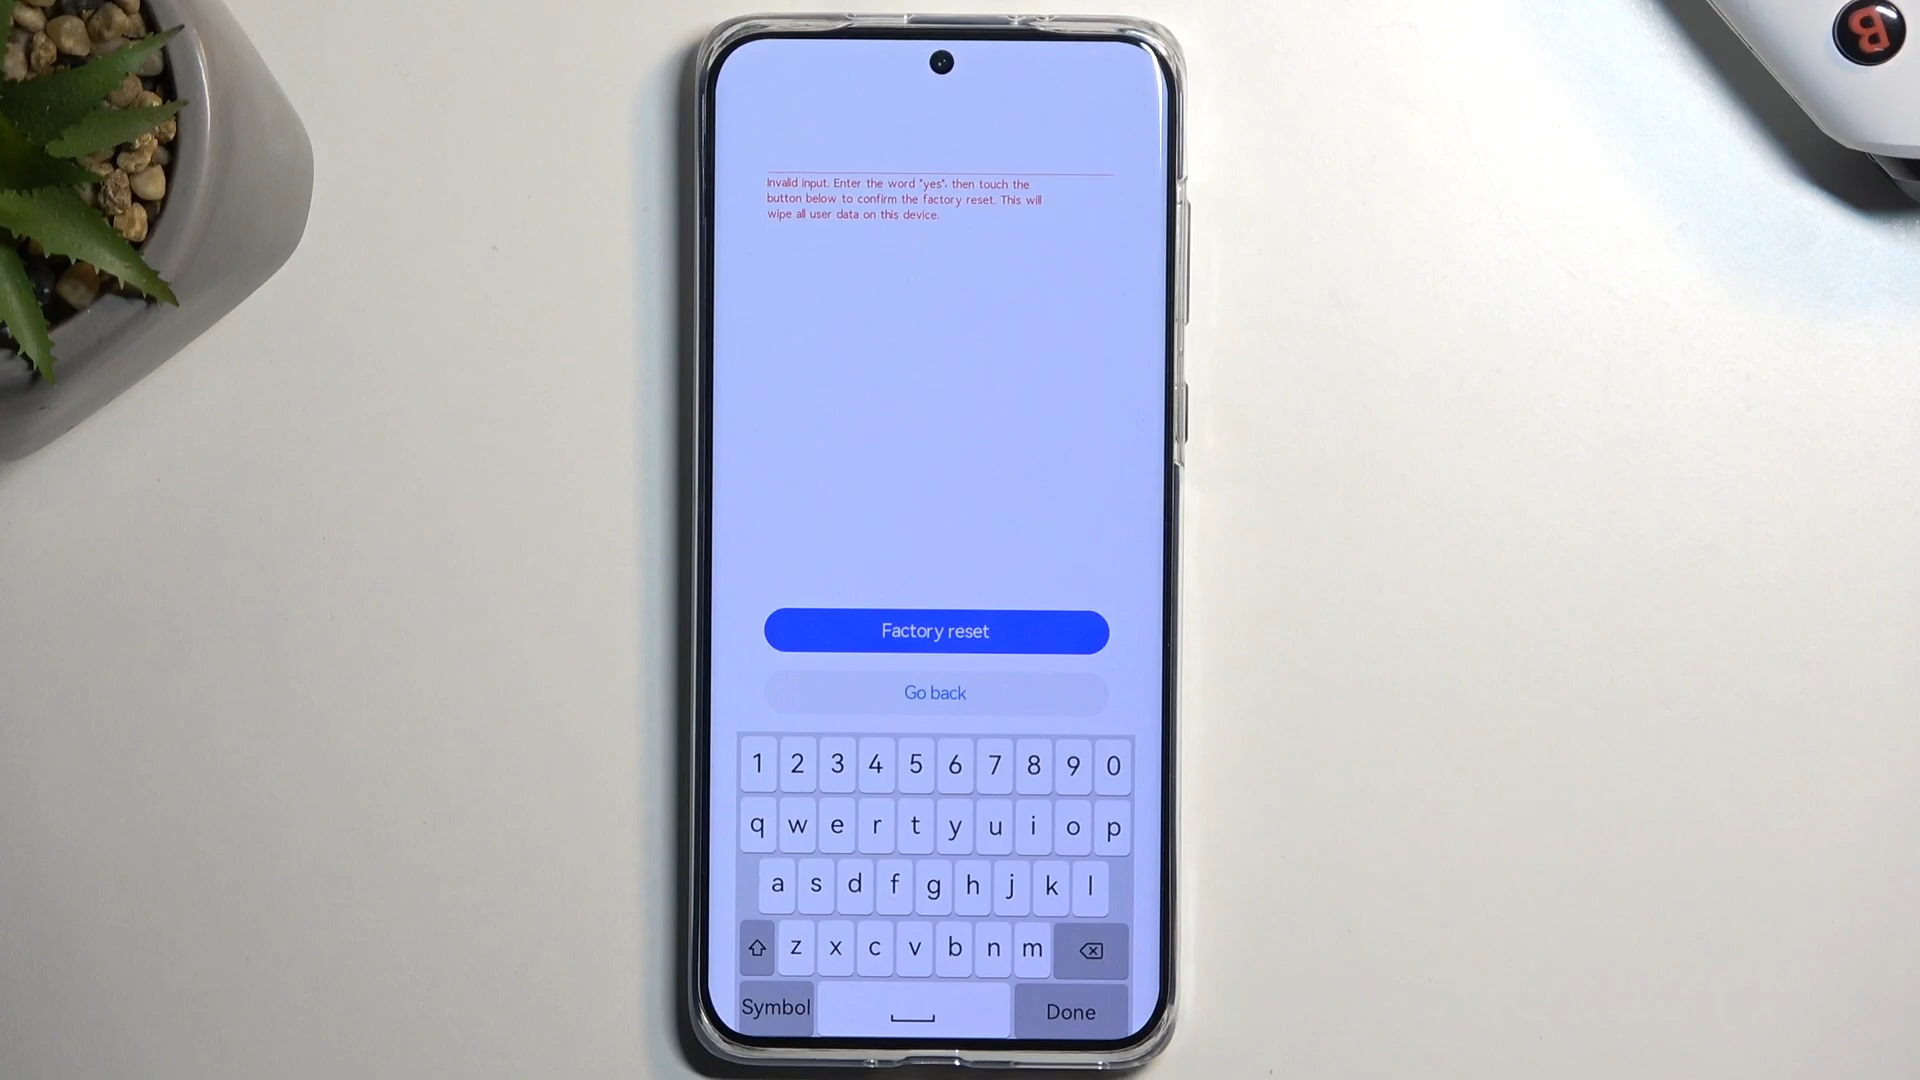 Invalid input. Enter the word "yes", then touch the
button below to confirm the factory reset. This will
wipe all user data on this device.
Factory reset
Go back
1 2 3 4 5 6 7 8 9 0
q w e r t y u i o p
a s d f g h j k l
z x c v b n m
Symbol Done
B